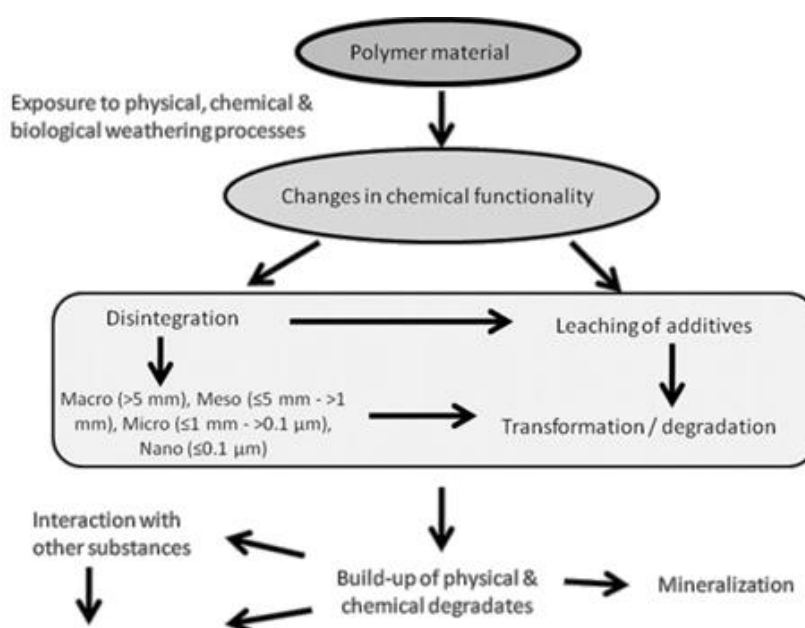 Polymer material
Exposure to physical, chemical &
biological weathering processes
Changes in chemical functionality
Disintegration
Leaching of additives
Macro (>5 mm), Meso (≤5 mm - >1
mm), Micro (≤1 mm - >0.1 μm),
Nano (≤0.1 μm)
Transformation / degradation
Interaction with
other substances
Build-up of physical &
chemical degradates
Mineralization